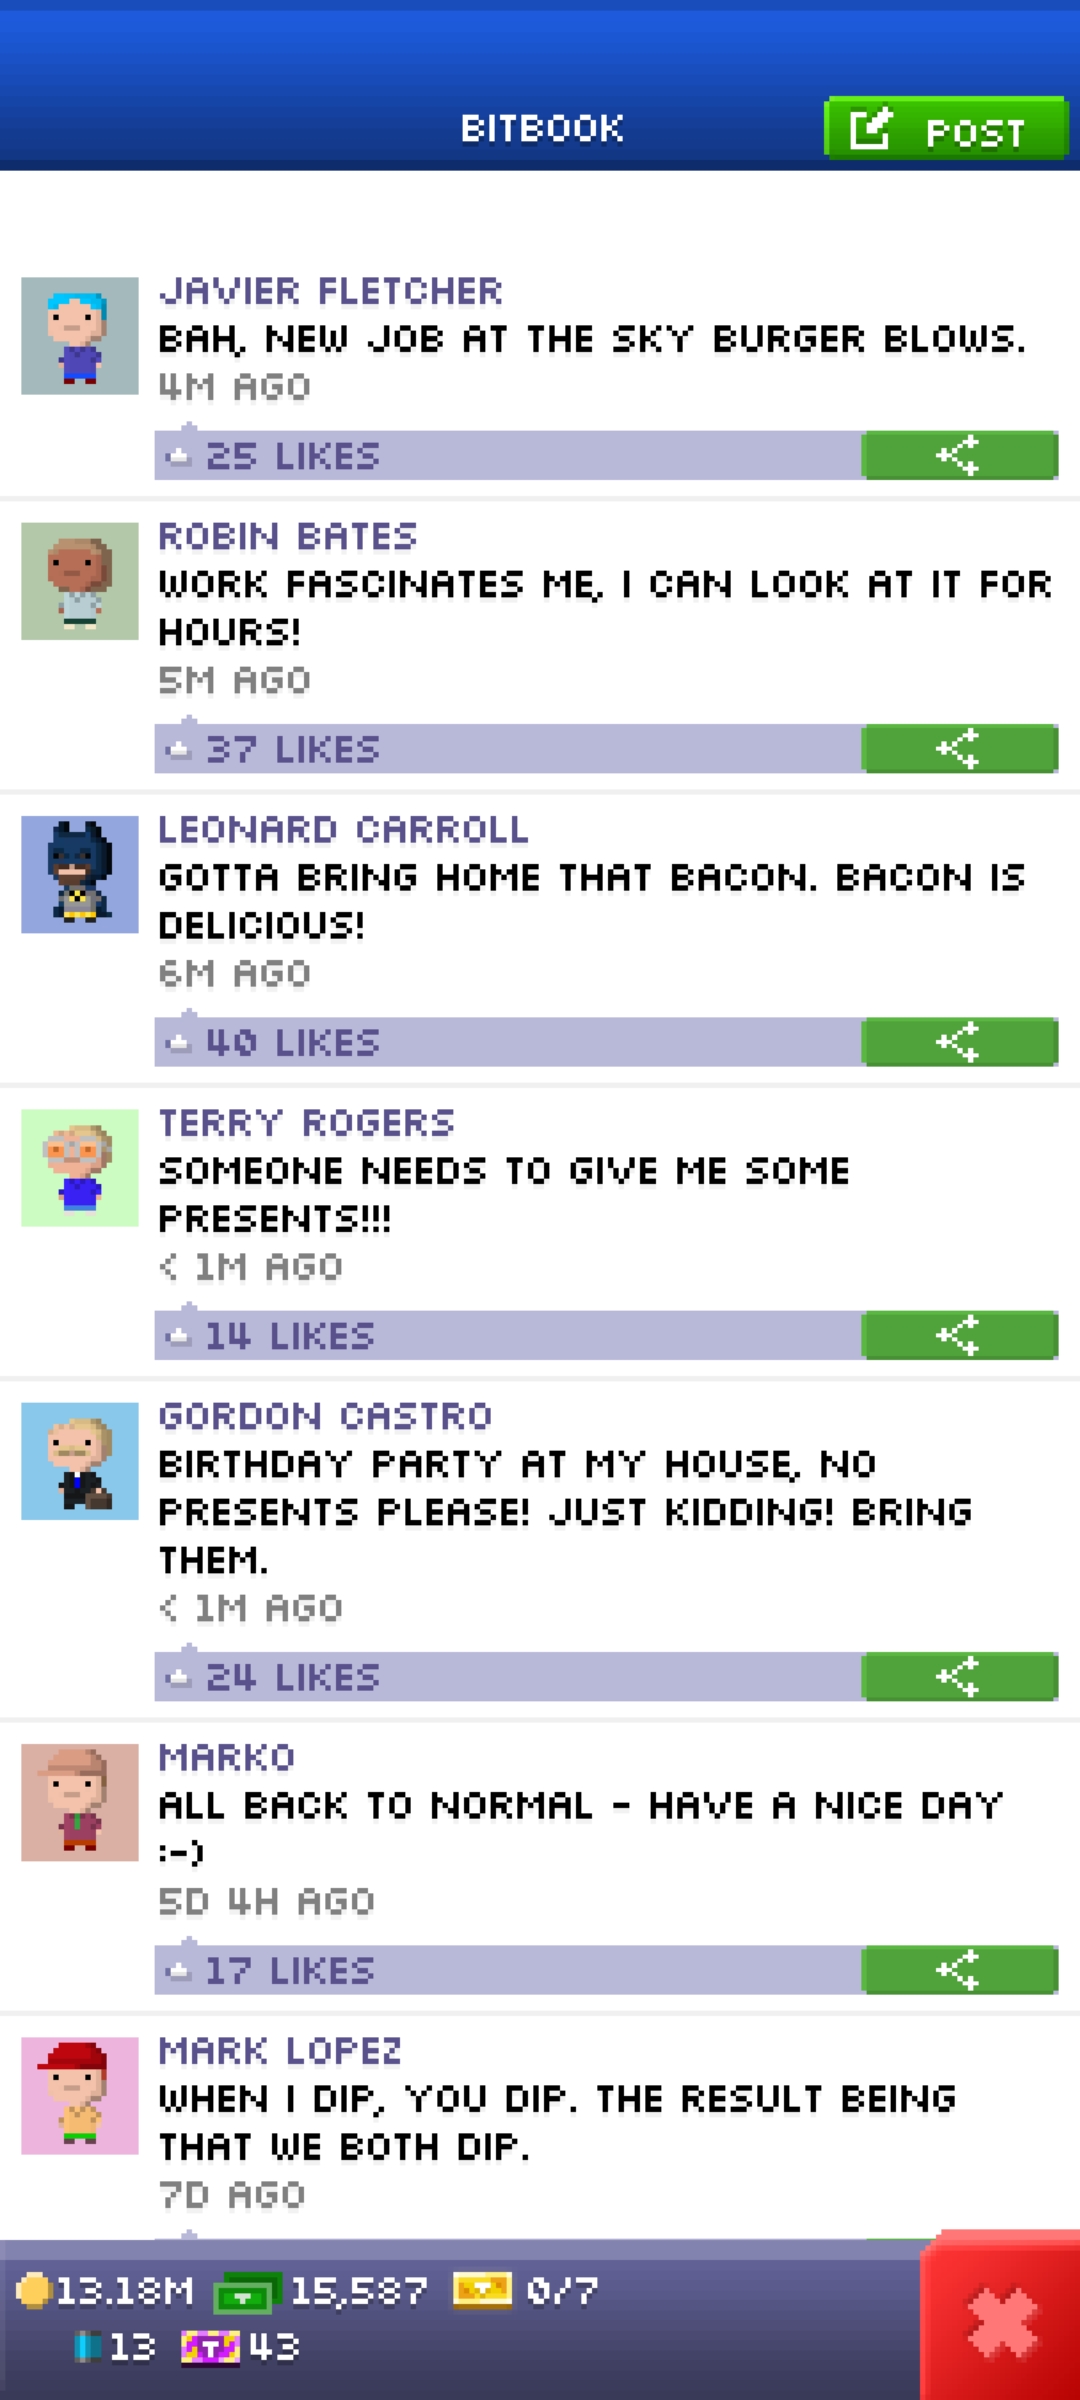 BITBOOK
POST
JAVIER FLETCHER
BAH, NEW JOB AT THE SKY BURGER BLOWS.
4M AGO
25 LIKES
ROBIN BATES
WORK FASCINATES ME, I CAN LOOK AT IT FOR
HOURS!
5M AGO
37 LIKES
LEONARD CARROLL
GOTTA BRING HOME THAT BACON. BACON IS
DELICIOUS!
6M AGO
40 LIKES
TERRY ROGERS
SOMEONE NEEDS TO GIVE ME SOME
PRESENTS!!!
< 1M AGO
14 LIKES
GORDON CASTRO
BIRTHDAY PARTY AT MY HOUSE, NO
PRESENTS PLEASE! JUST KIDDING! BRING
THEM.
< 1M AGO
24 LIKES
MARKO
ALL BACK TO NORMAL - HAVE A NICE DAY
:-)
5D 4H AGO
17 LIKES
MARK LOPEZ
WHEN I DIP, YOU DIP. THE RESULT BEING
THAT WE BOTH DIP.
7D AGO
13.18M 15,587 0/7
13 T 43